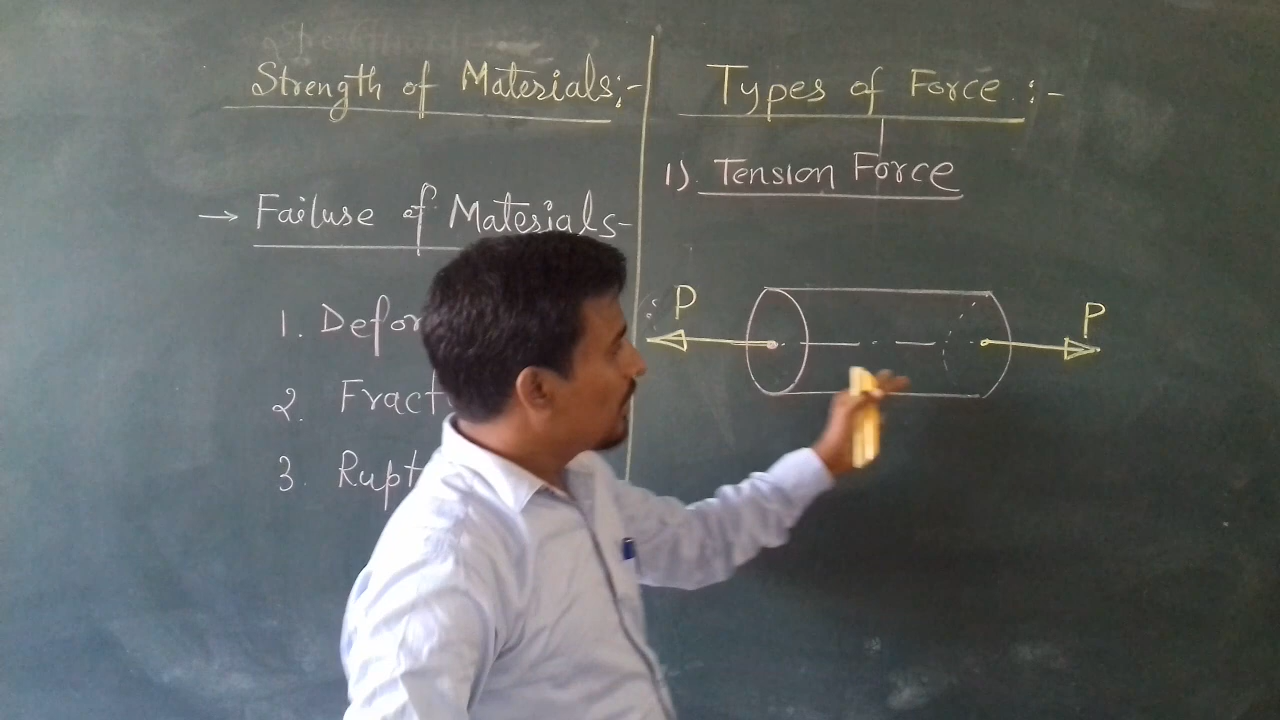 Strength of Materials:-
→ Failure of Materials-
1. Defor
2. Fract
3. Rupt
Types of Force :-
1). Tension Force
P
P